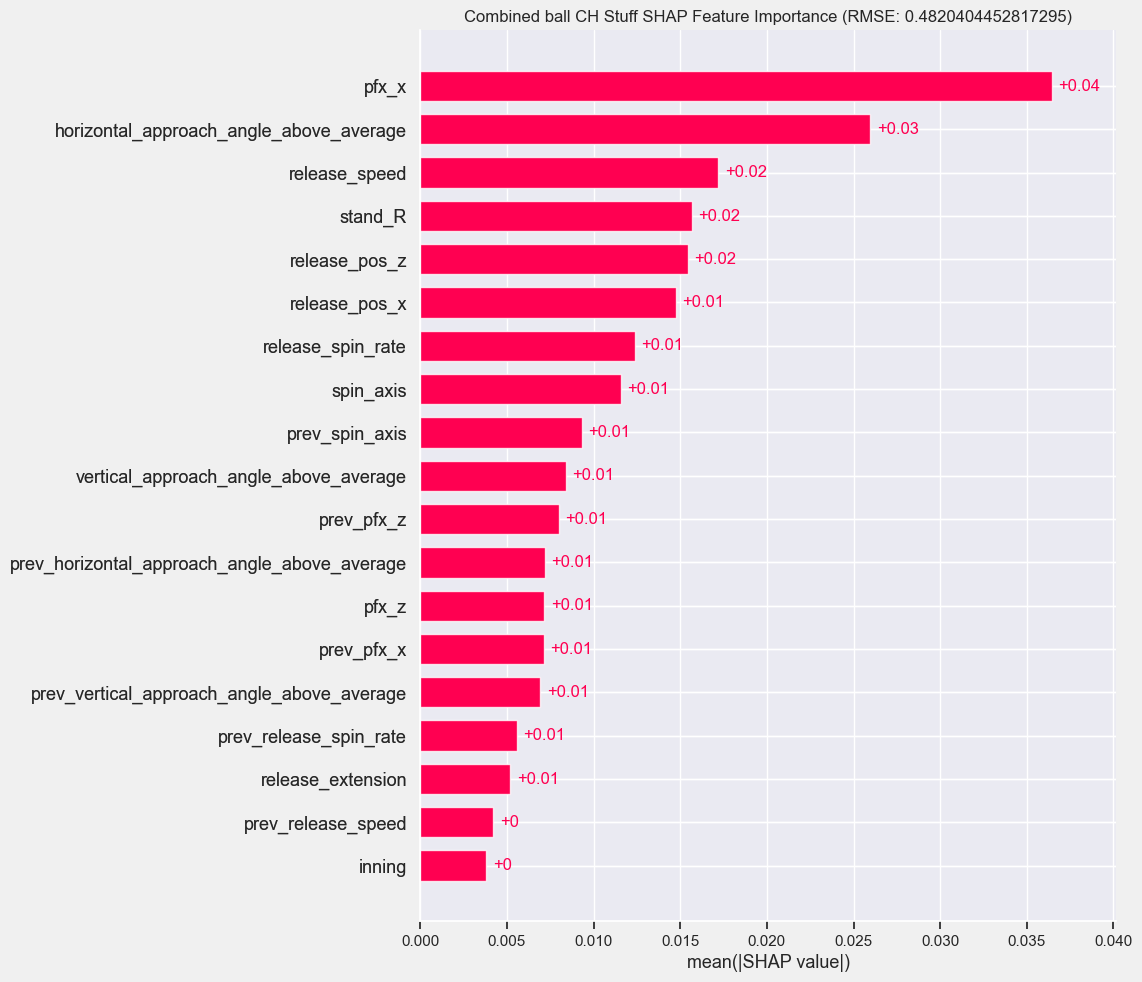 Combined ball CH Stuff SHAP Feature Importance (RMSE: 0.4820404452817295)
pfx_x +0.04
horizontal_approach_angle_above_average +0.03
release_speed +0.02
stand_R +0.02
release_pos_z +0.02
release_pos_x +0.01
release_spin_rate +0.01
spin_axis +0.01
prev_spin_axis +0.01
vertical_approach_angle_above_average +0.01
prev_pfx_z +0.01
prev_horizontal_approach_angle_above_average +0.01
pfx_z +0.01
prev_pfx_x +0.01
prev_vertical_approach_angle_above_average +0.01
prev_release_spin_rate +0.01
release_extension +0.01
prev_release_speed +0
inning +0
0.000 0.005 0.010 0.015 0.020 0.025 0.030 0.035 0.040
mean(|SHAP value|)